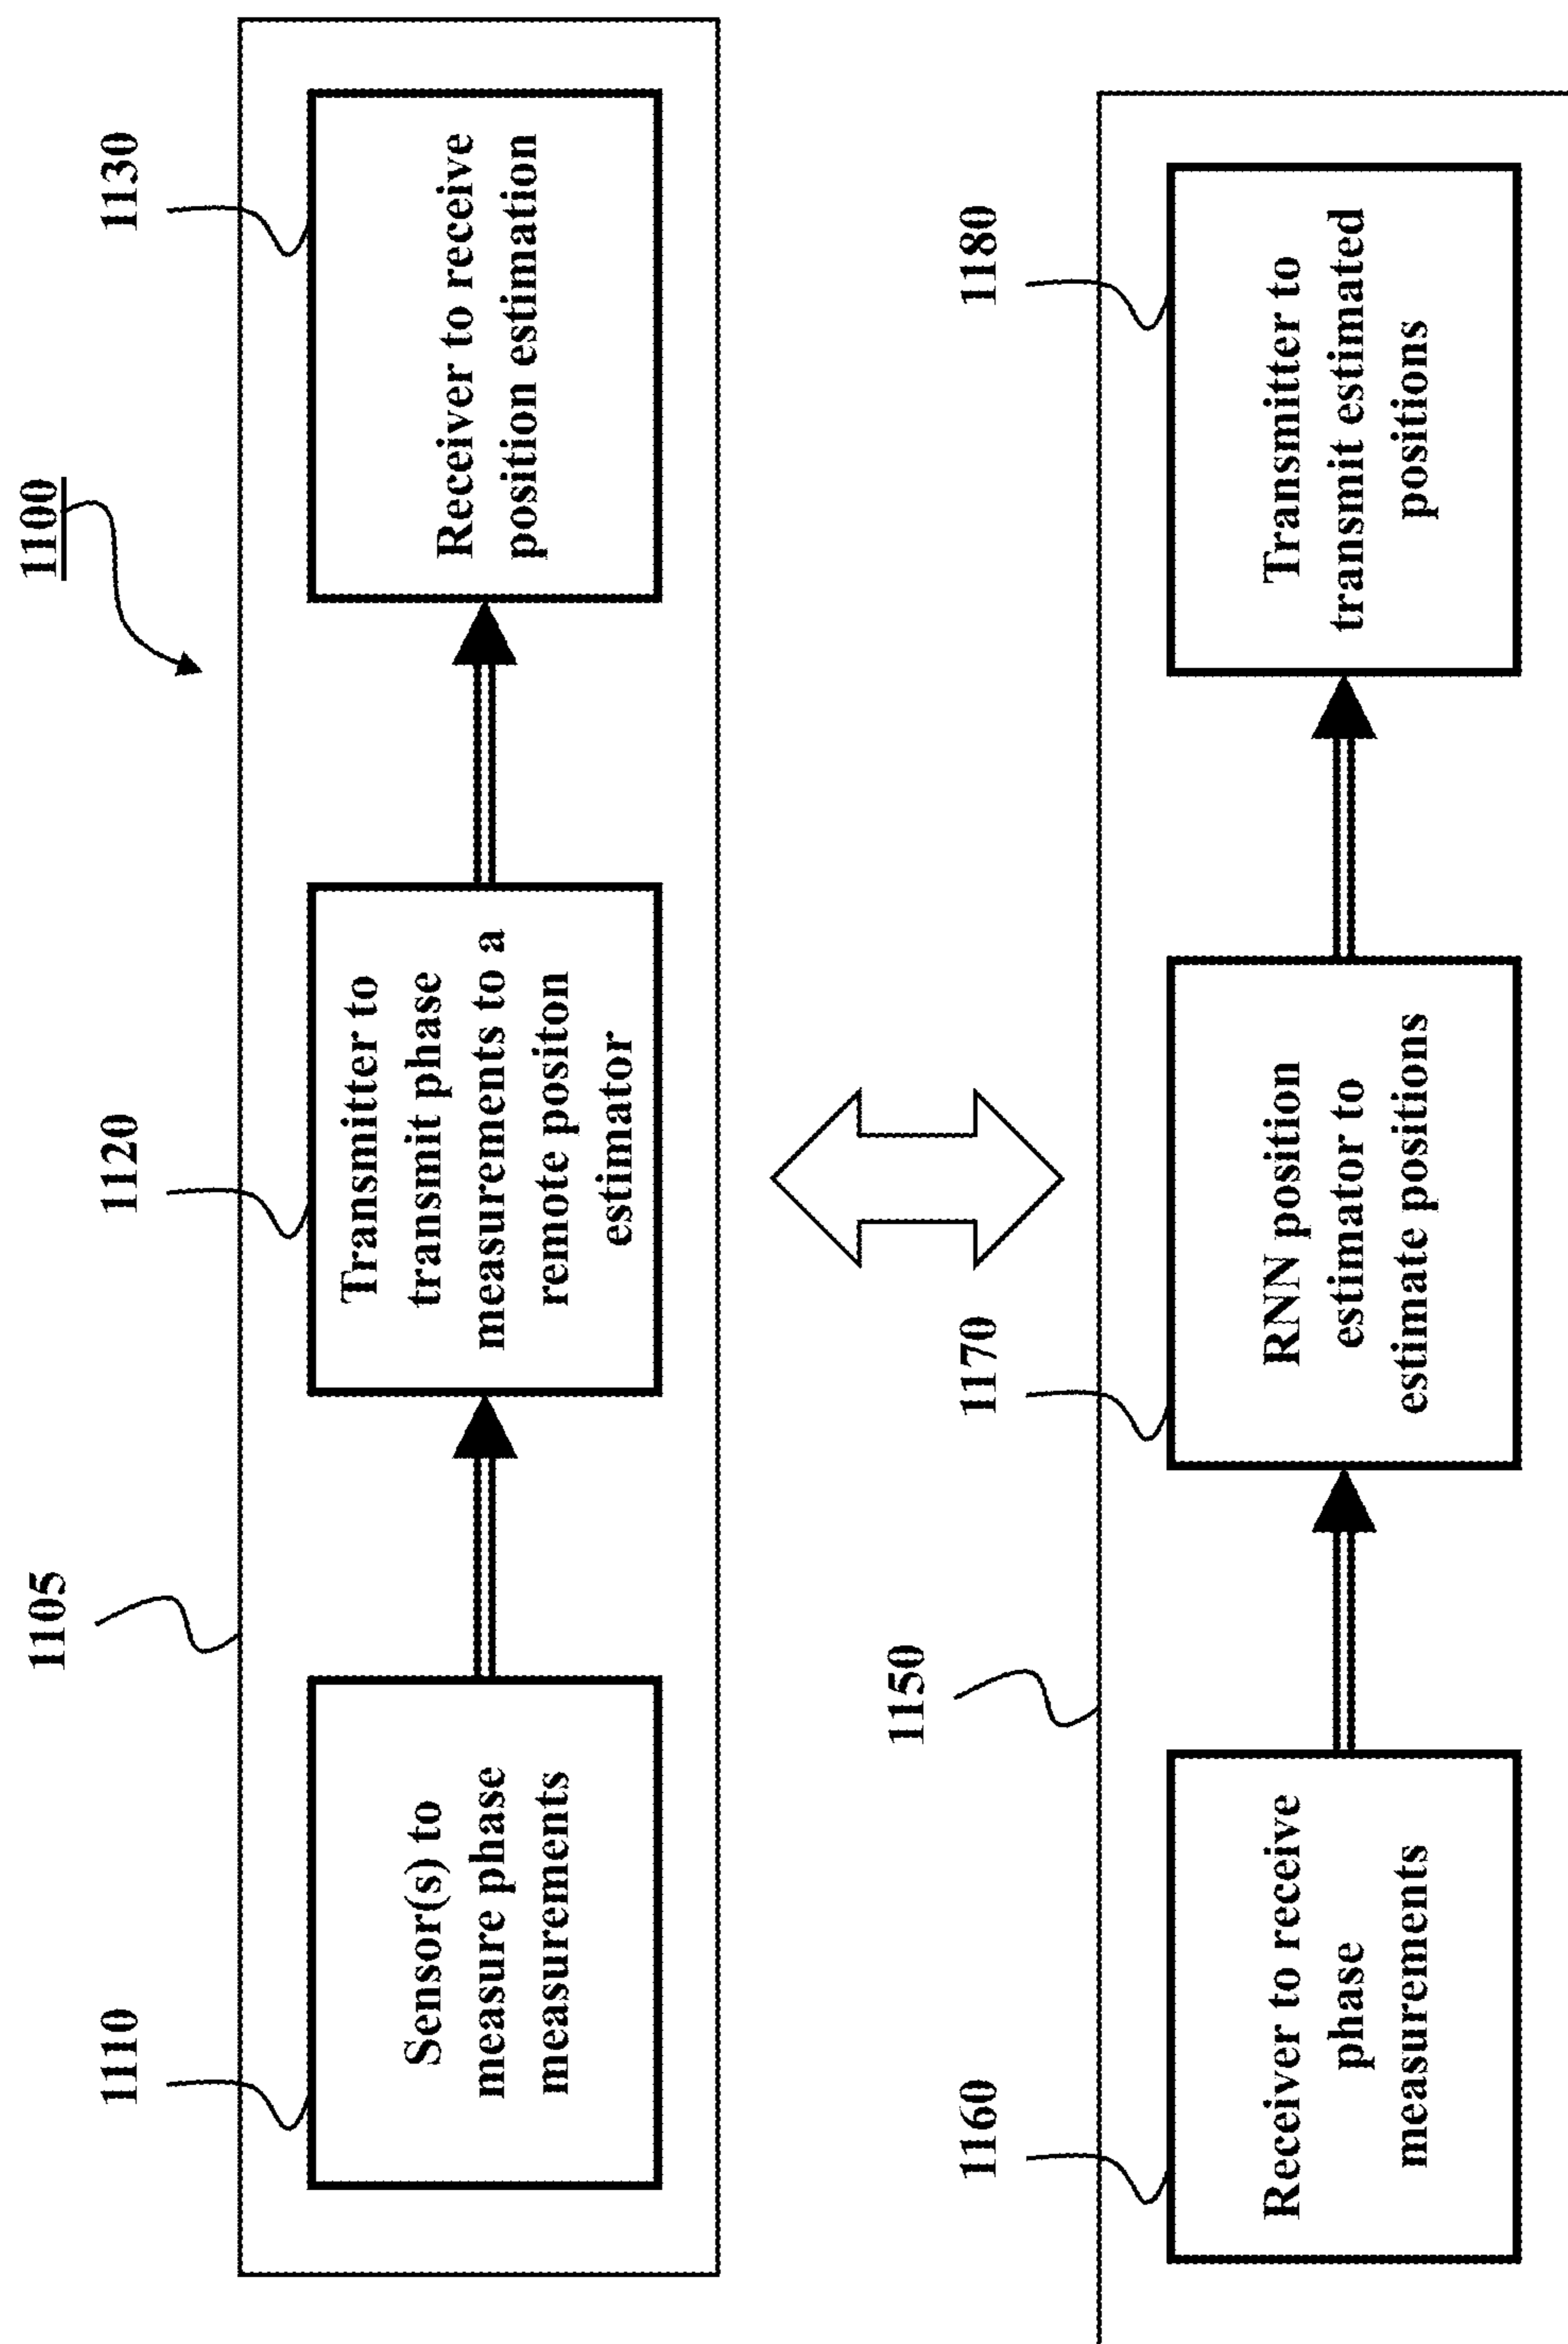 1100
1105
1110
1120
1130
Sensor(s) to
measure phase
measurements
Transmitter to
transmit phase
measurements to a
remote positon
estimator
Receiver to receive
position estimation
1150
1160
1170
1180
Receiver to receive
phase
measurements
RNN position
estimator to
estimate positions
Transmitter to
transmit estimated
positions